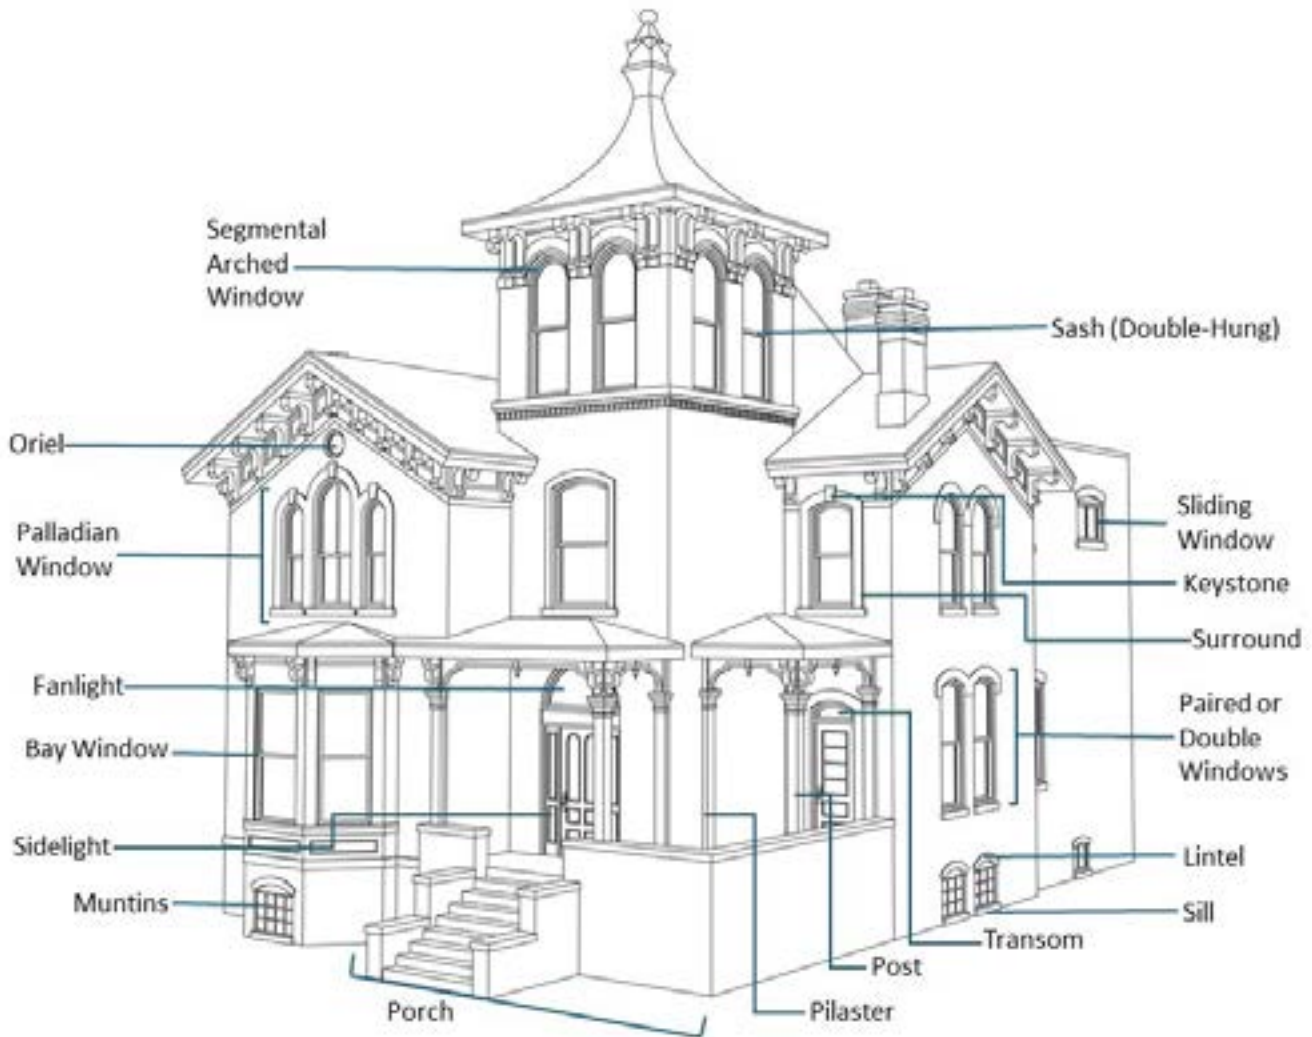 Segmental
Arched
Window
Sash (Double-Hung)
Oriel
Palladian
Window
Sliding
Window
Keystone
Surround
Fanlight
Bay Window
Paired or
Double
Windows
Sidelight
Muntins
Lintel
Sill
Transom
Post
Pilaster
Porch